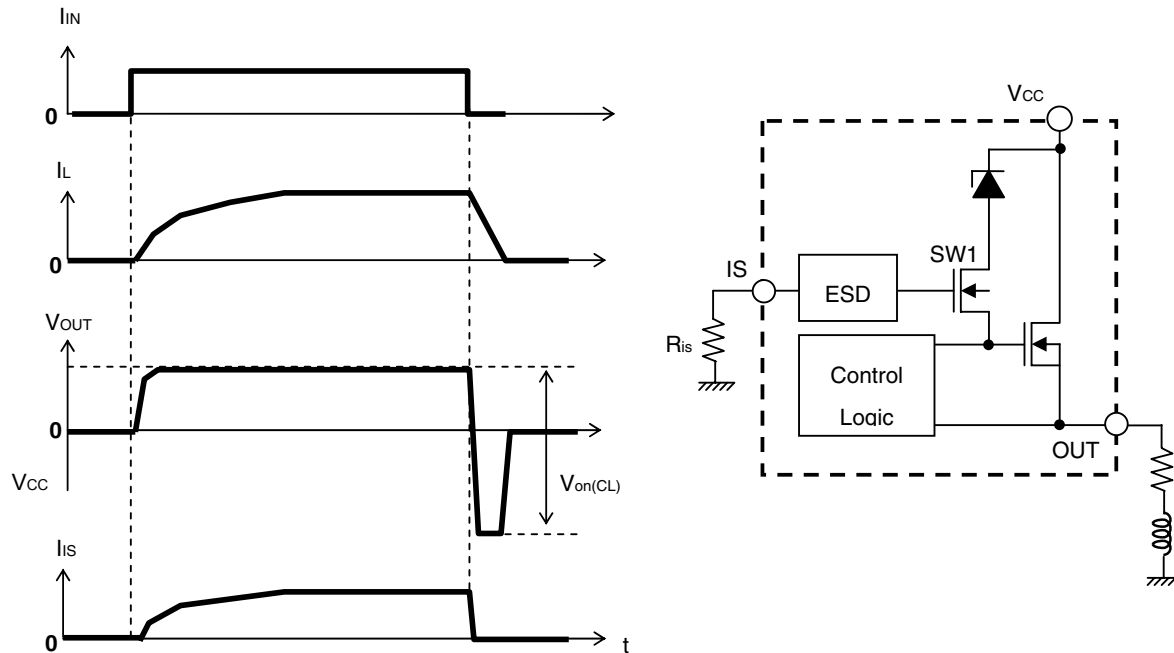 IIN
0
IL
0
VOUT
0
VCC
Von(CL)
IIS
0
t
VCC
SW1
IS
ESD
Ris
Control
Logic
OUT